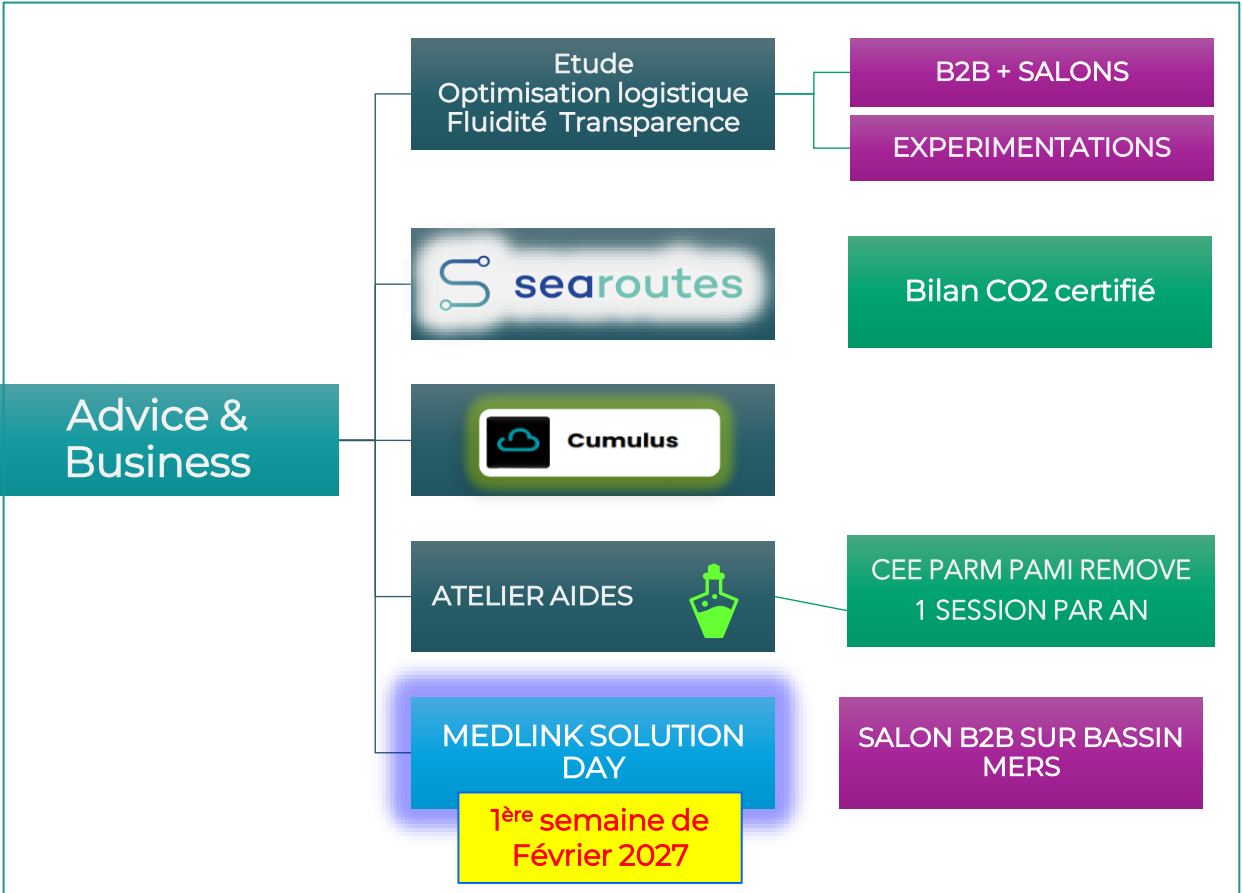 Etude
Optimisation logistique
Fluidité Transparence
B2B + SALONS
EXPERIMENTATIONS
searoutes
Bilan CO2 certifié
Advice &
Business
Cumulus
ATELIER AIDES
CEE PARM PAMI REMOVE
1 SESSION PAR AN
MEDLINK SOLUTION
DAY
SALON B2B SUR BASSIN
MERS
1ère semaine de
Février 2027